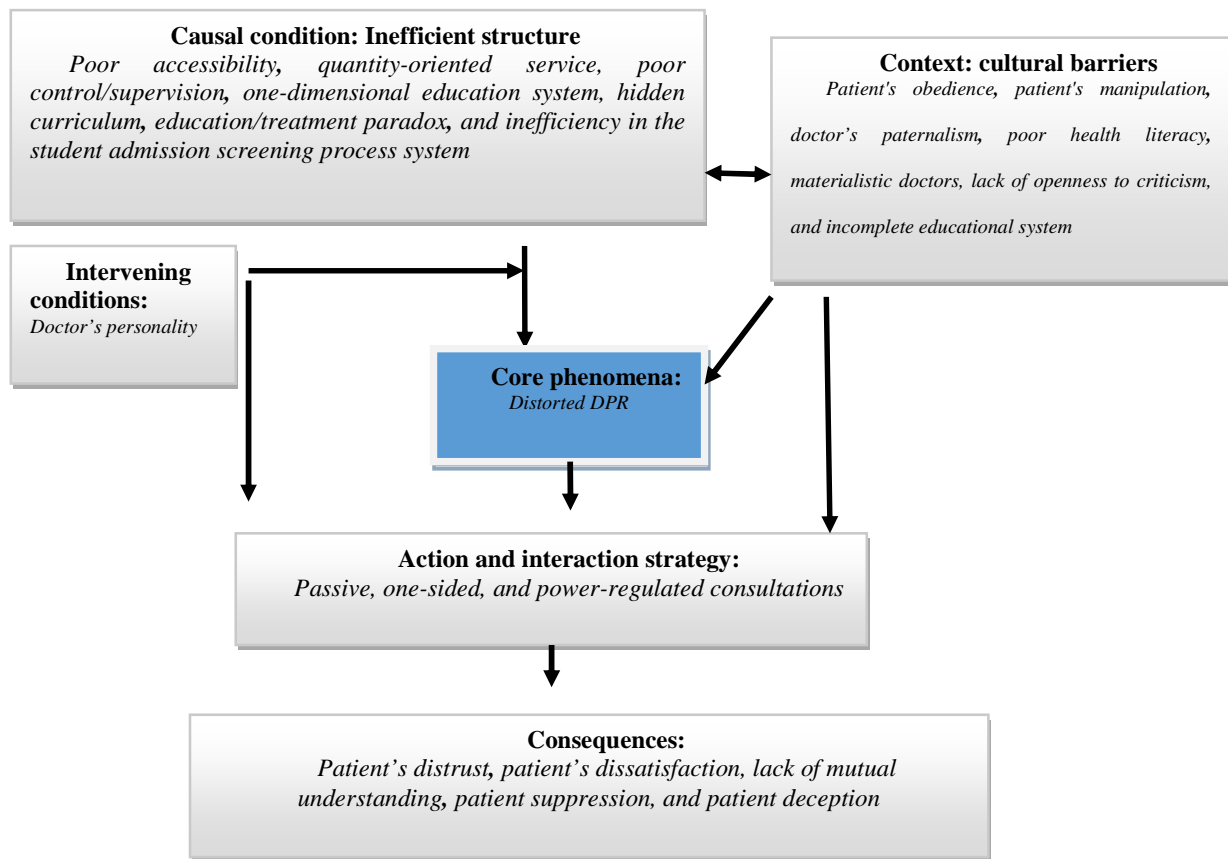 Causal condition: Inefficient structure
Poor accessibility, quantity-oriented service, poor
control/supervision, one-dimensional education system, hidden
curriculum, education/treatment paradox, and inefficiency in the
student admission screening process system
Context: cultural barriers
Patient's obedience, patient's manipulation,
doctor’s paternalism, poor health literacy,
materialistic doctors, lack of openness to criticism,
and incomplete educational system
Intervening
conditions:
Doctor’s personality
Core phenomena:
Distorted DPR
Action and interaction strategy:
Passive, one-sided, and power-regulated consultations
Consequences:
Patient’s distrust, patient’s dissatisfaction, lack of mutual
understanding, patient suppression, and patient deception